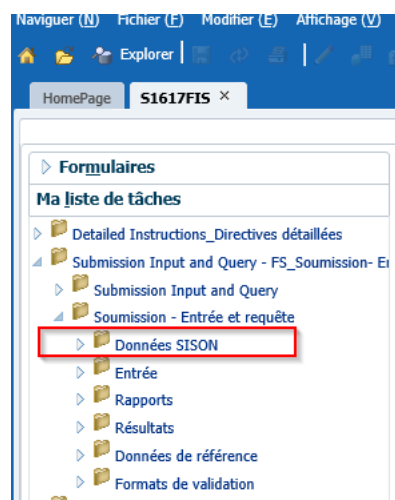 Naviguer (N) Fichier (F) Modifier (E) Affichage (V)
Explorer
HomePage S1617FIS ×
Formulaires
Ma liste de tâches
Detailed Instructions_Directives détaillées
Submission Input and Query - FS_Soumission- En
Submission Input and Query
Soumission - Entrée et requête
Données SISON
Entrée
Rapports
Résultats
Données de référence
Formats de validation